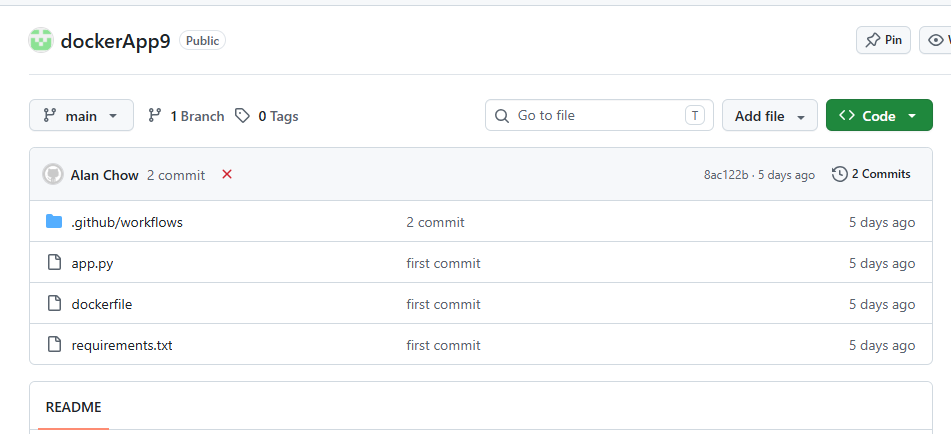 dockerApp9 Public Pin
main 1 Branch 0 Tags Go to file T Add file Code
Alan Chow 2 commit 8ac122b · 5 days ago 2 Commits
.github/workflows 2 commit 5 days ago
app.py first commit 5 days ago
dockerfile first commit 5 days ago
requirements.txt first commit 5 days ago
README